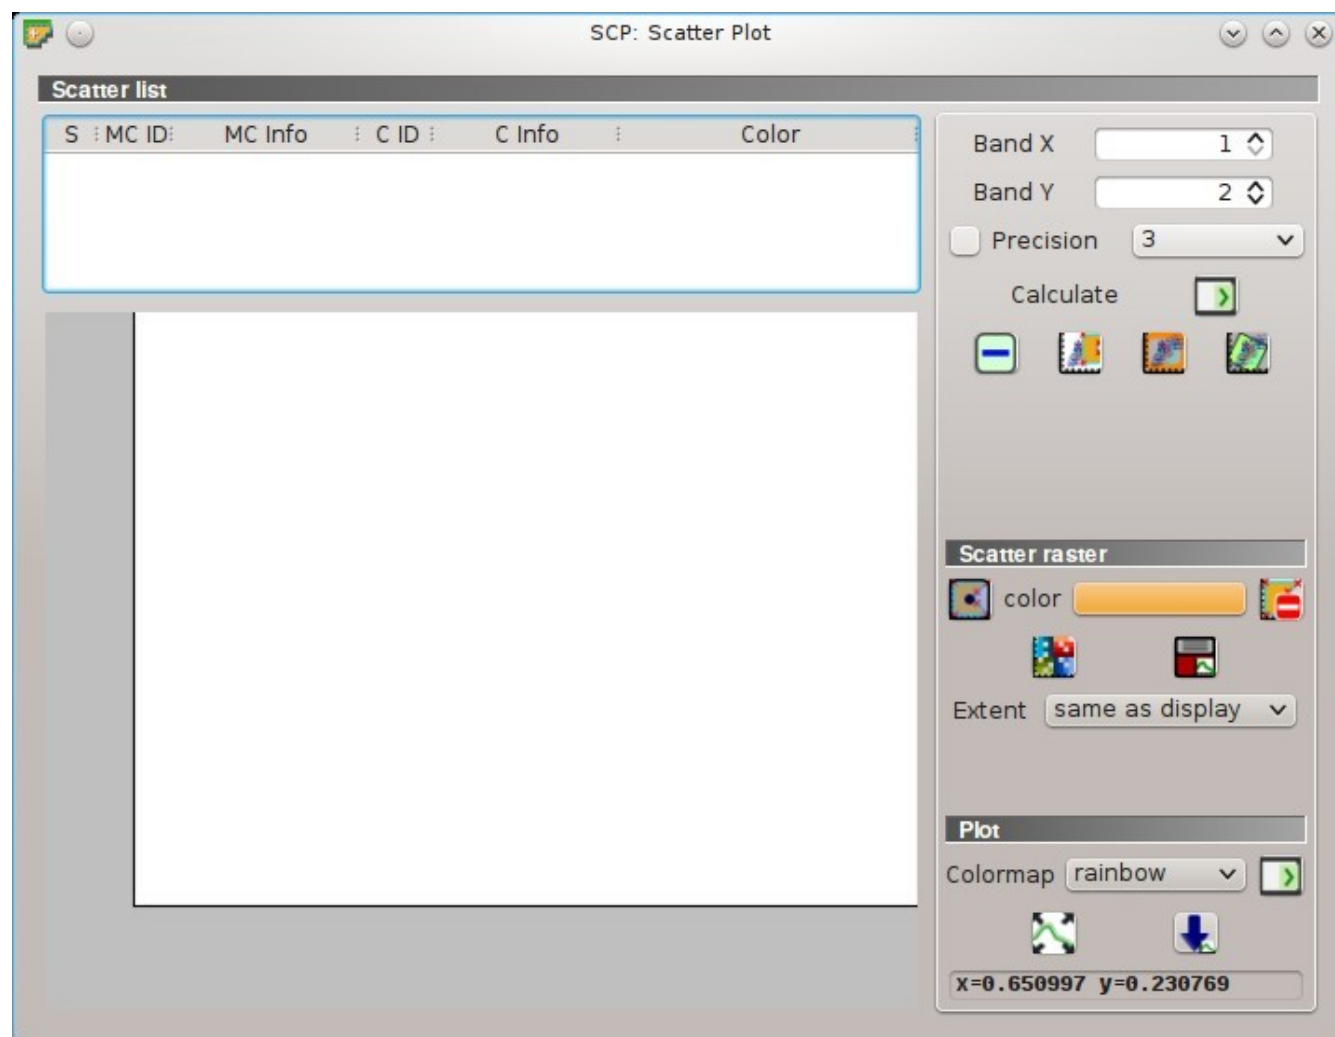 SCP: Scatter Plot
Scatter list
S MC ID MC Info C ID C Info Color
Band X 1
Band Y 2
Precision 3
Calculate
Scatter raster
color
Extent same as display
Plot
Colormap rainbow
x=0.650997 y=0.230769